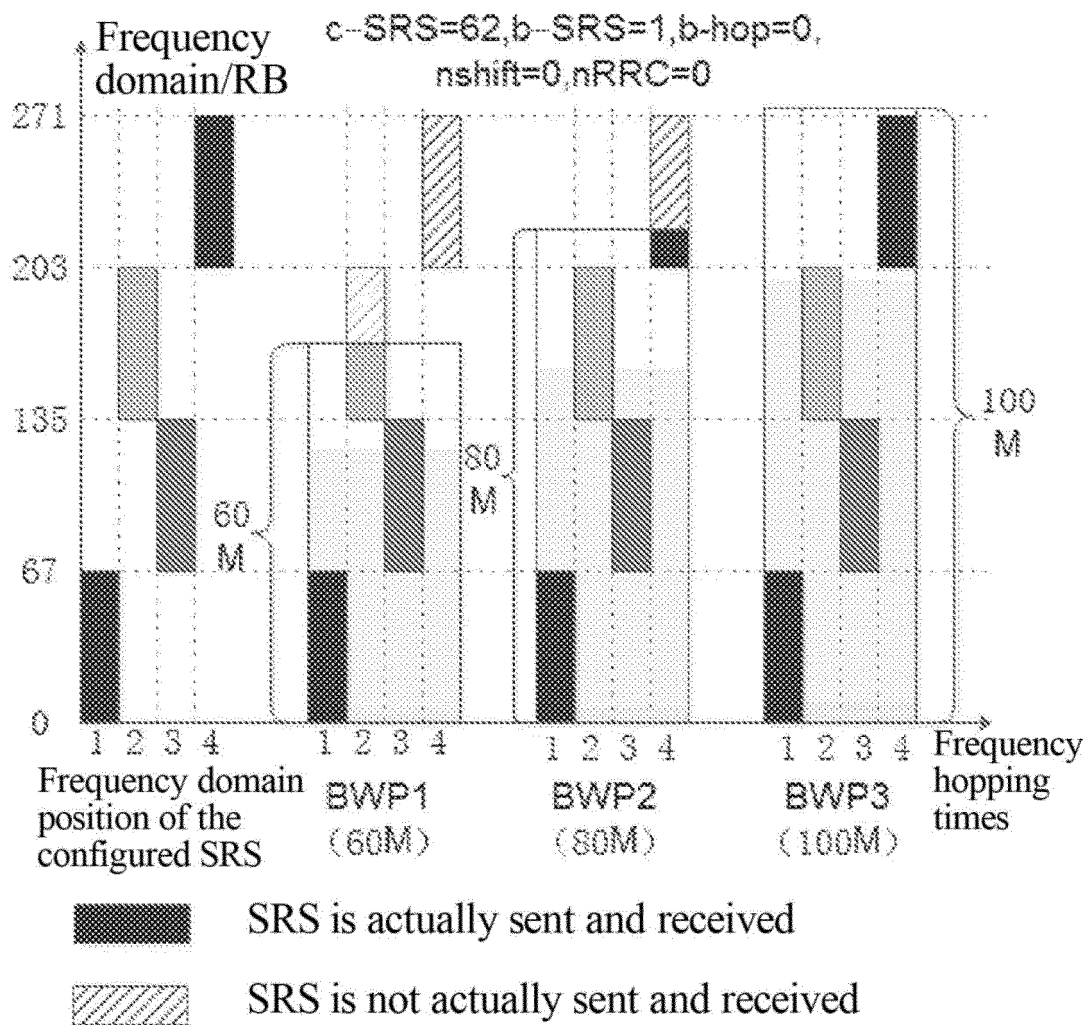 Frequency
domain/RB
c-SRS=62,b-SRS=1,b-hop=0,
nshift=0,nRRC=0
271
203
135
67
0
60
M
80
M
100
M
1 2 3 4
1 2 3 4
1 2 3 4
1 2 3 4
Frequency domain
position of the
configured SRS
BWP1
(60M)
BWP2
(80M)
BWP3
(100M)
Frequency
hopping
times
SRS is actually sent and received
SRS is not actually sent and received